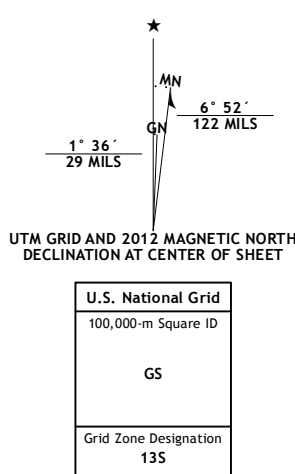 ★
MN
GN
6° 52´
122 MILS
1° 36´
29 MILS
UTM GRID AND 2012 MAGNETIC NORTH
DECLINATION AT CENTER OF SHEET
U.S. National Grid
100,000-m Square ID
GS
Grid Zone Designation
13S